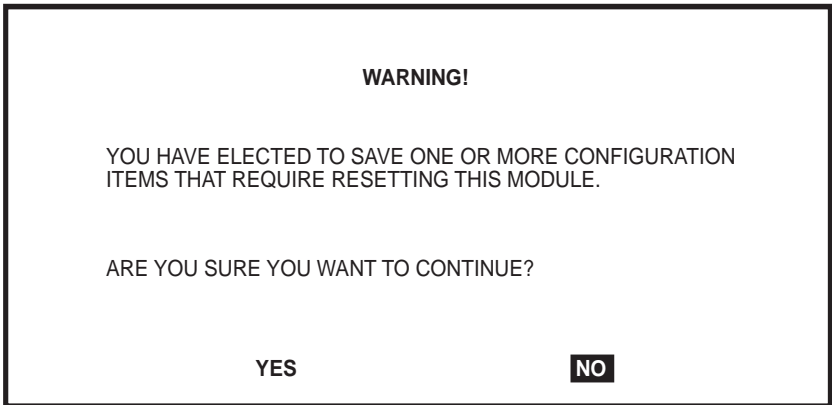 WARNING!
YOU HAVE ELECTED TO SAVE ONE OR MORE CONFIGURATION
ITEMS THAT REQUIRE RESETTING THIS MODULE.
ARE YOU SURE YOU WANT TO CONTINUE?
YES NO